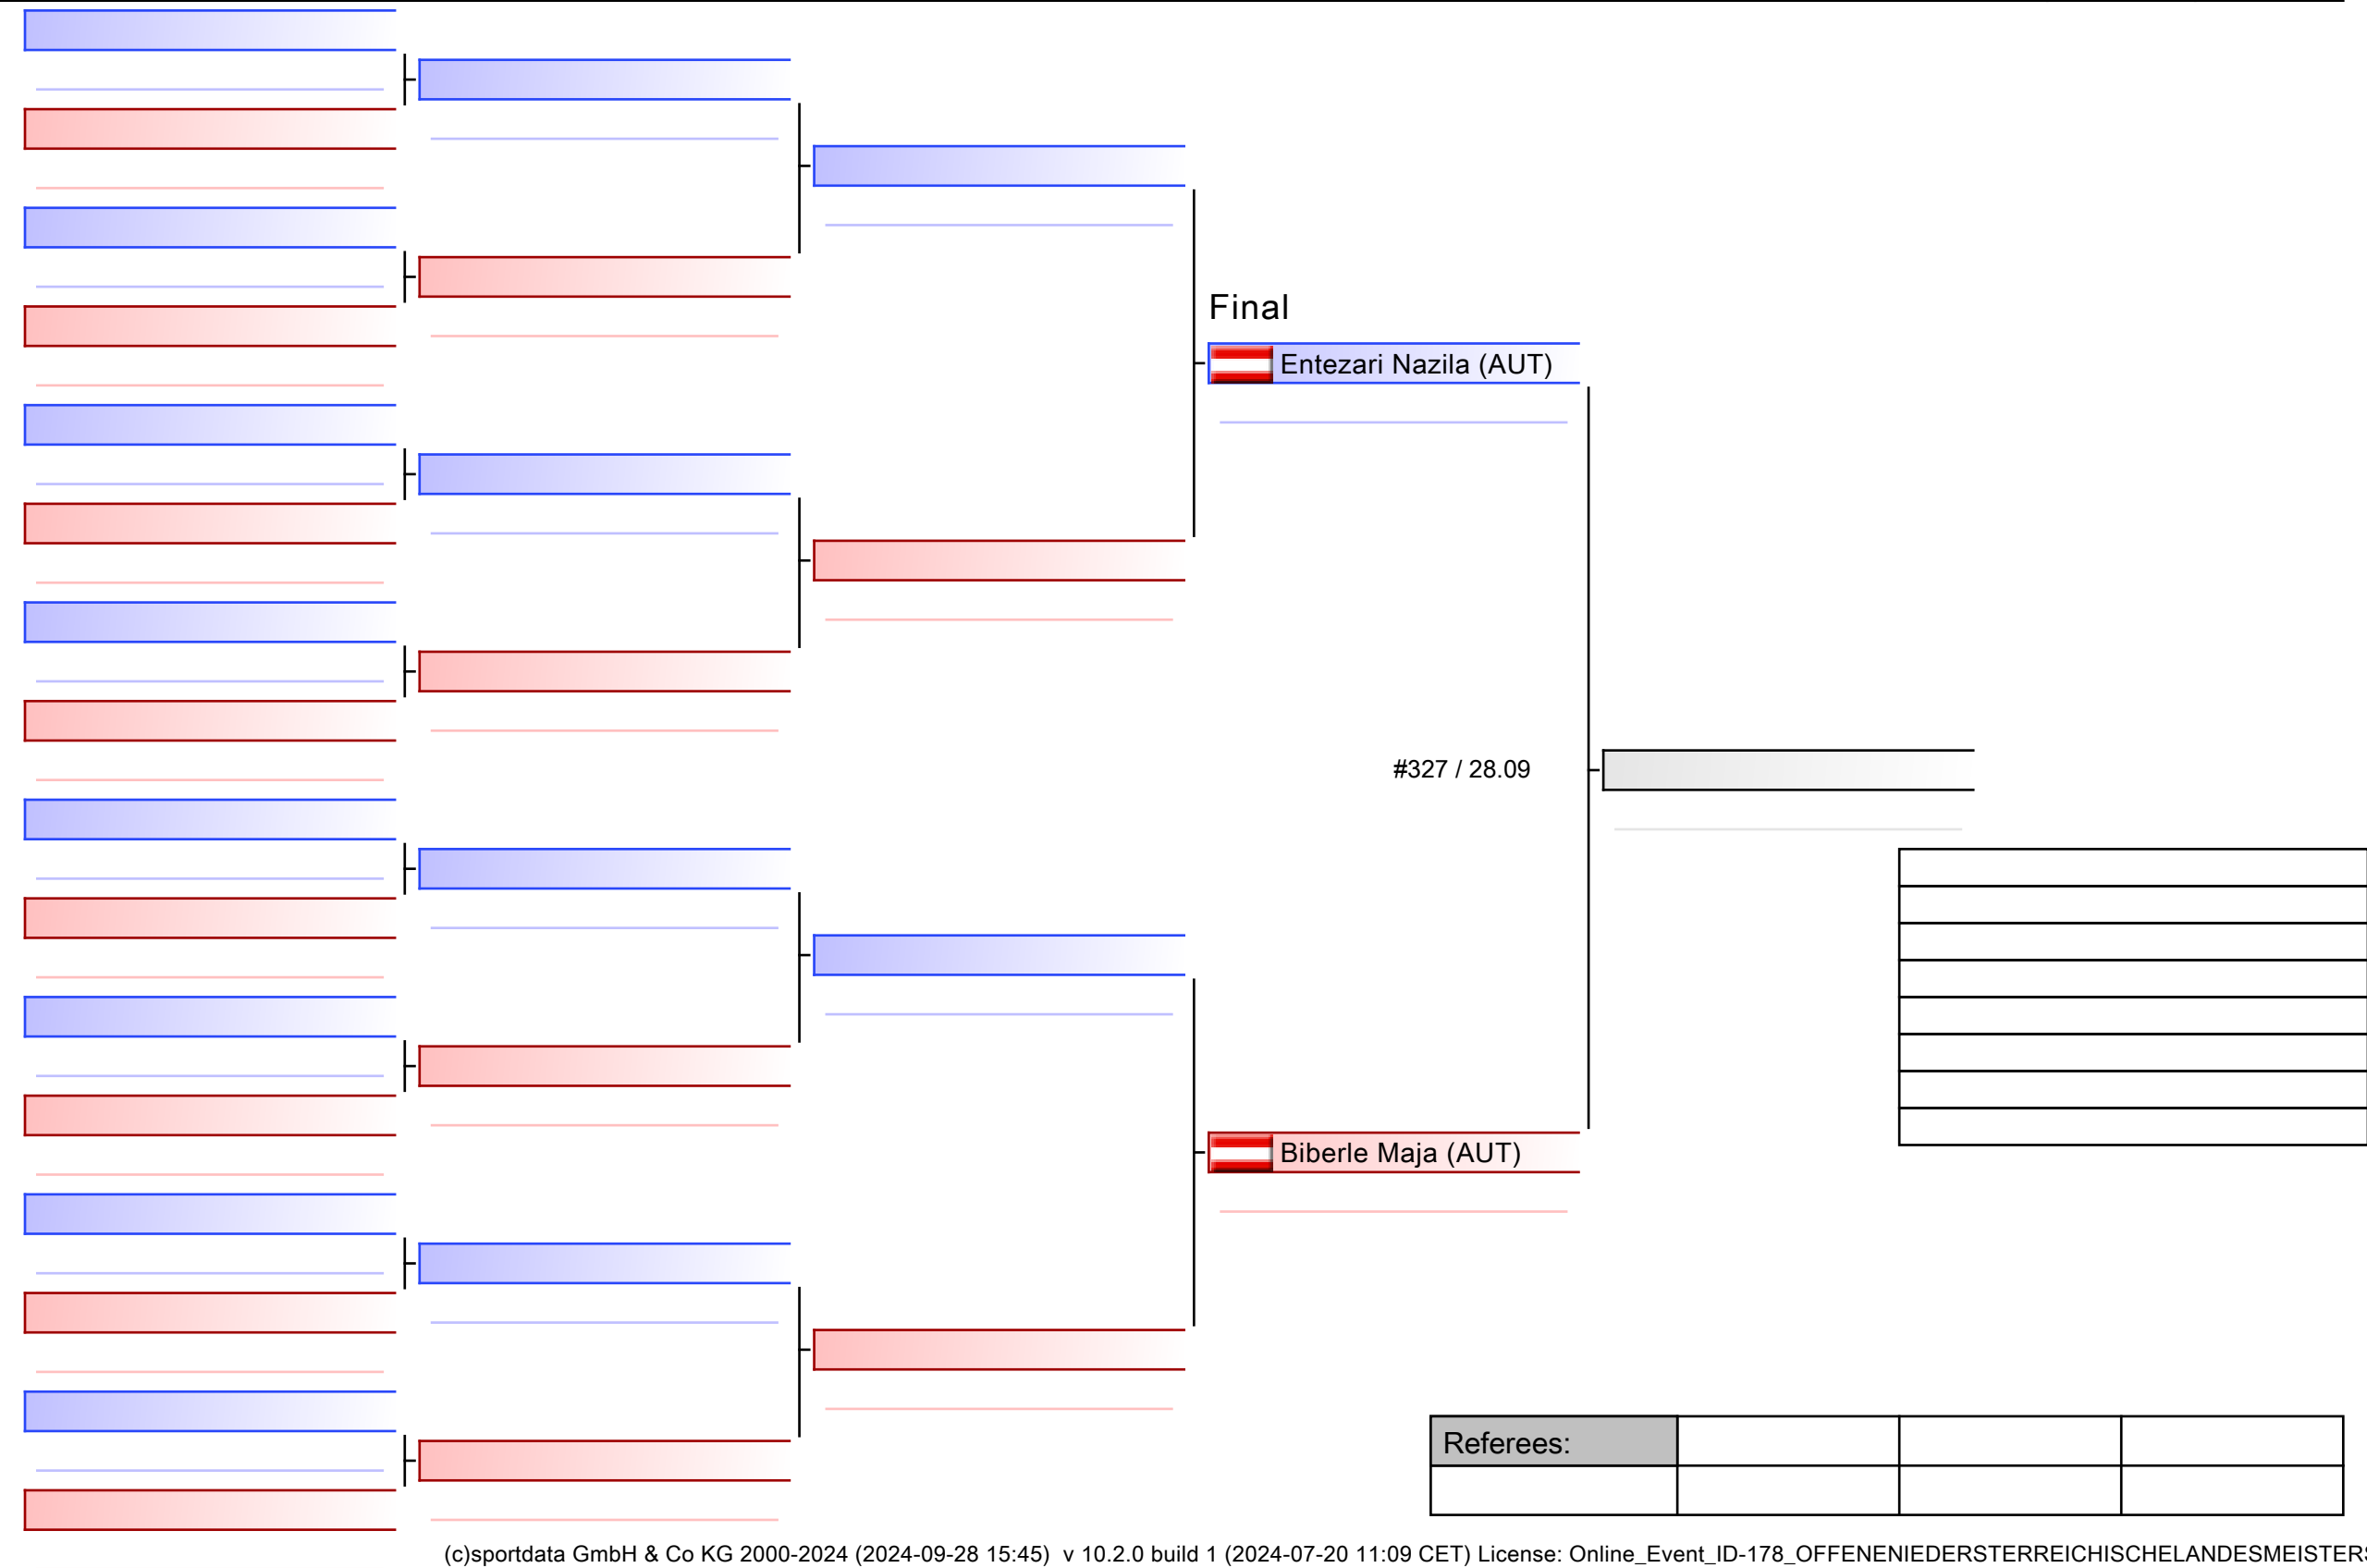 Final
Entezari Nazila (AUT)
#327 / 28.09
Biberle Maja (AUT)
Referees:
(c)sportdata GmbH & Co KG 2000-2024 (2024-09-28 15:45)  v 10.2.0 build 1 (2024-07-20 11:09 CET) License: Online_Event_ID-178_OFFENENIEDERSTERREICHISCHELANDESMEISTERS